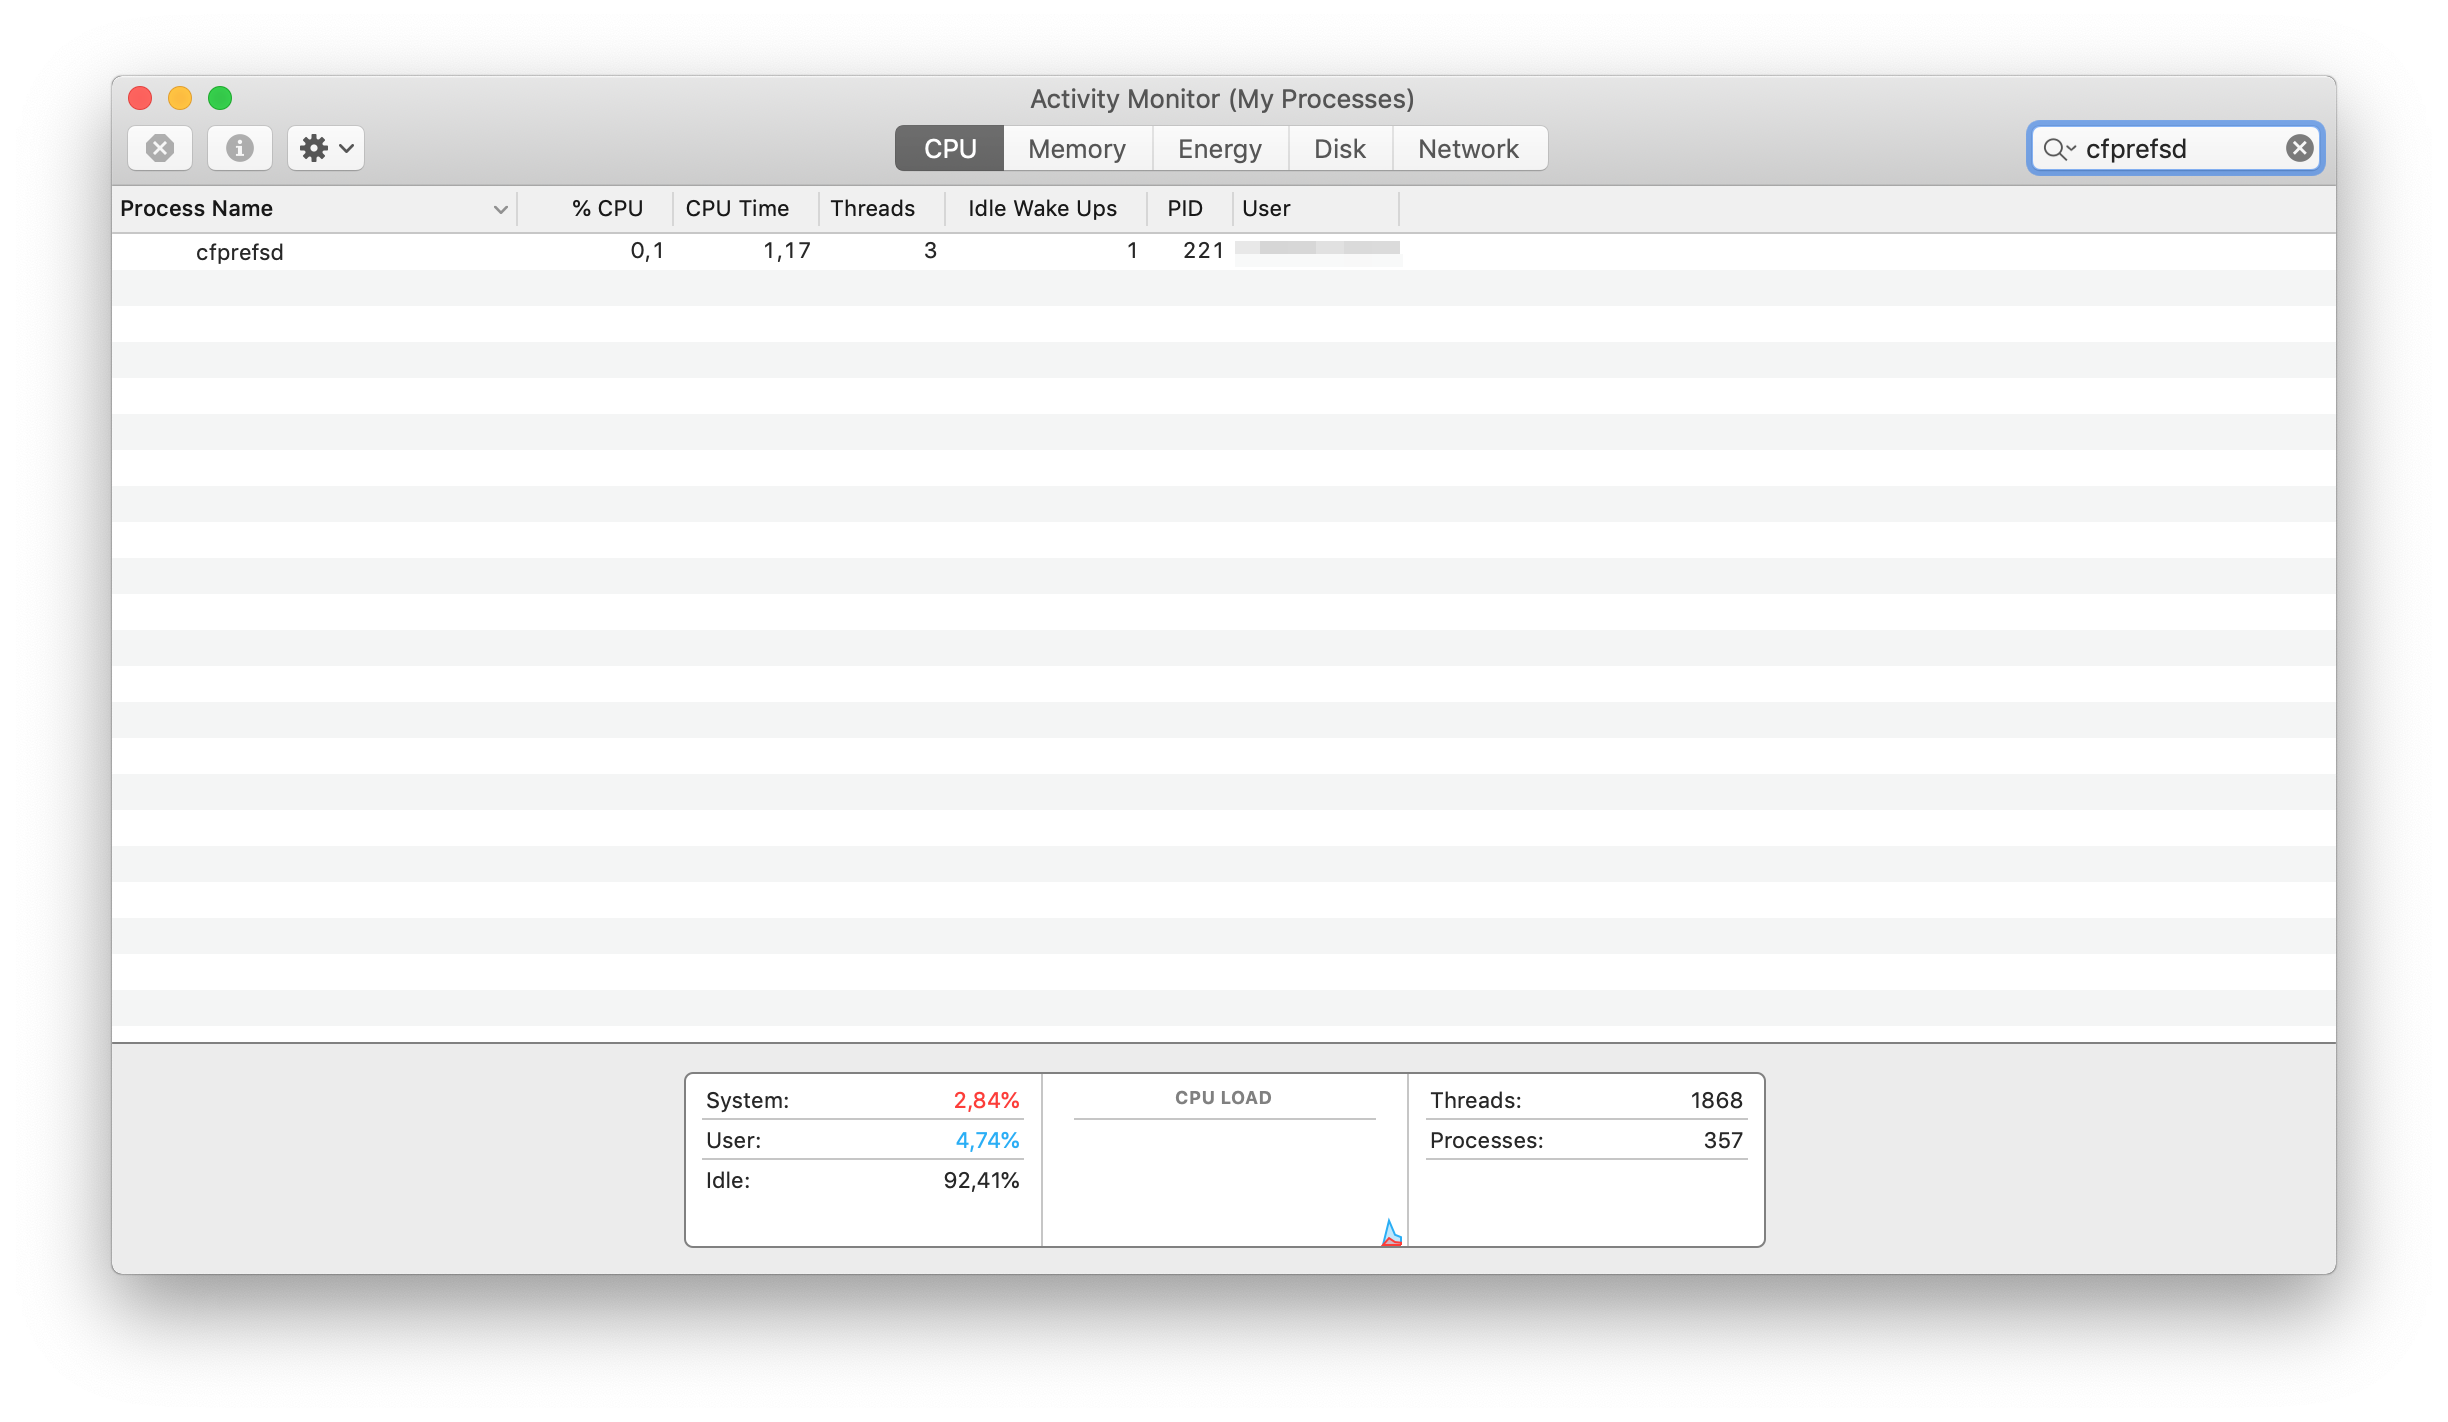 Activity Monitor (My Processes)
CPU Memory Energy Disk Network cfprefsd
Process Name % CPU CPU Time Threads Idle Wake Ups PID User
cfprefsd 0,1 1,17 3 1 221
System: 2,84% CPU LOAD Threads: 1868
User: 4,74% Processes: 357
Idle: 92,41%